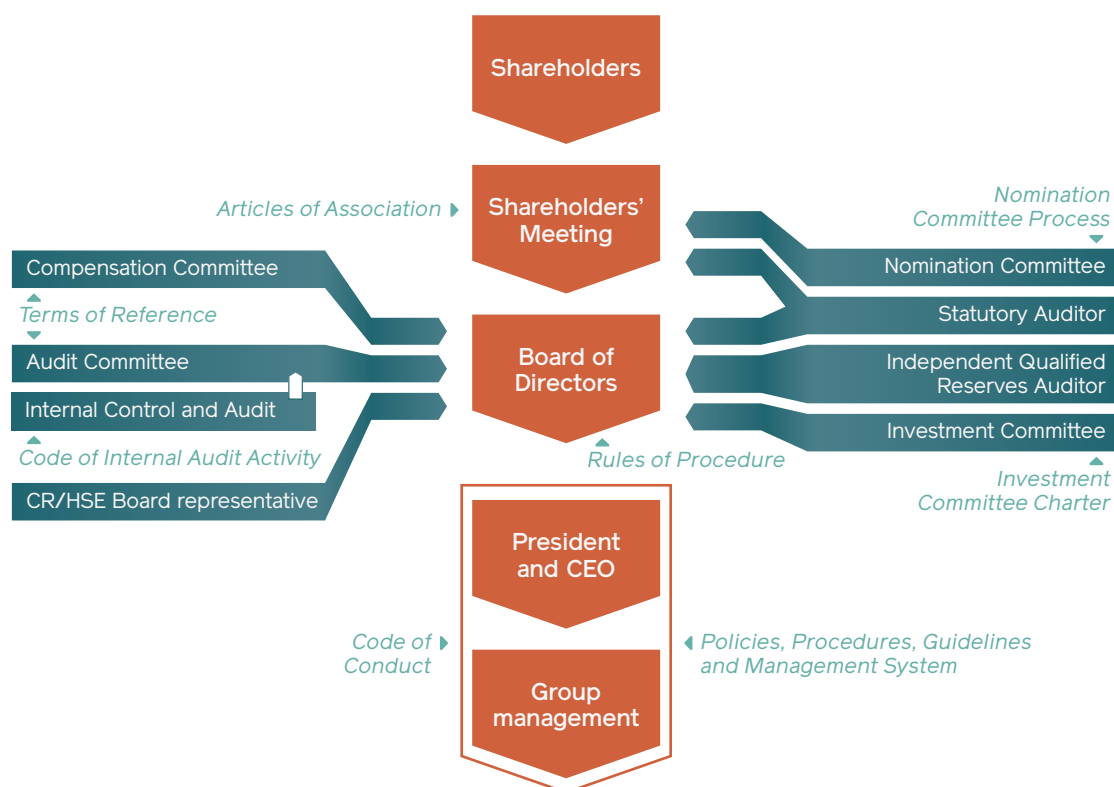 Shareholders
Articles of Association
Shareholders’
Meeting
Nomination
Committee Process
Compensation Committee
Terms of Reference
Audit Committee
Internal Control and Audit
Code of Internal Audit Activity
CR/HSE Board representative
Board of
Directors
Rules of Procedure
Nomination Committee
Statutory Auditor
Independent Qualified
Reserves Auditor
Investment Committee
Investment
Committee Charter
President
and CEO
Code of
Conduct
Policies, Procedures, Guidelines
and Management System
Group
management